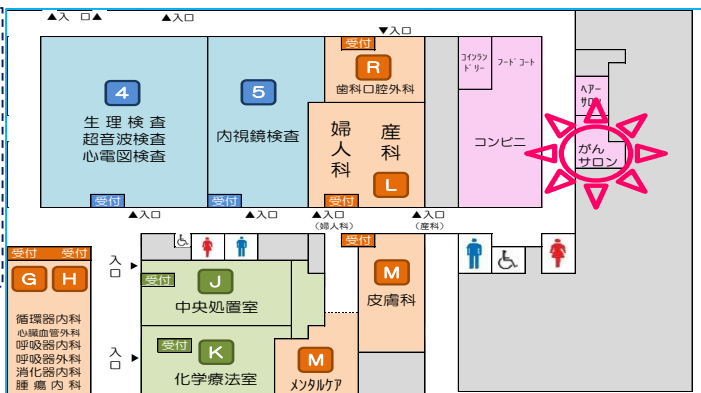 ▲入　口▲
▲入口
▼入口
受付
R
歯科口腔外科
4
生 理 検 査
超音波検査
心電図検査
受付
5
内視鏡検査
受付
婦人科
産科
L
受付
コインランドリー
フードコート
コンビニ
ヘアーサロン
がん
サロン
▲入口
▲入口
▲入口
(婦人科)
▲入口
(産科)
受付
受付
G
H
循環器内科
心臓血管外科
呼吸器内科
呼吸器外科
消化器内科
腫 瘍 内 科
入口▶
受付
J
中央処置室
入口▶
受付
K
化学療法室
受付
M
皮膚科
M
メンタルケア